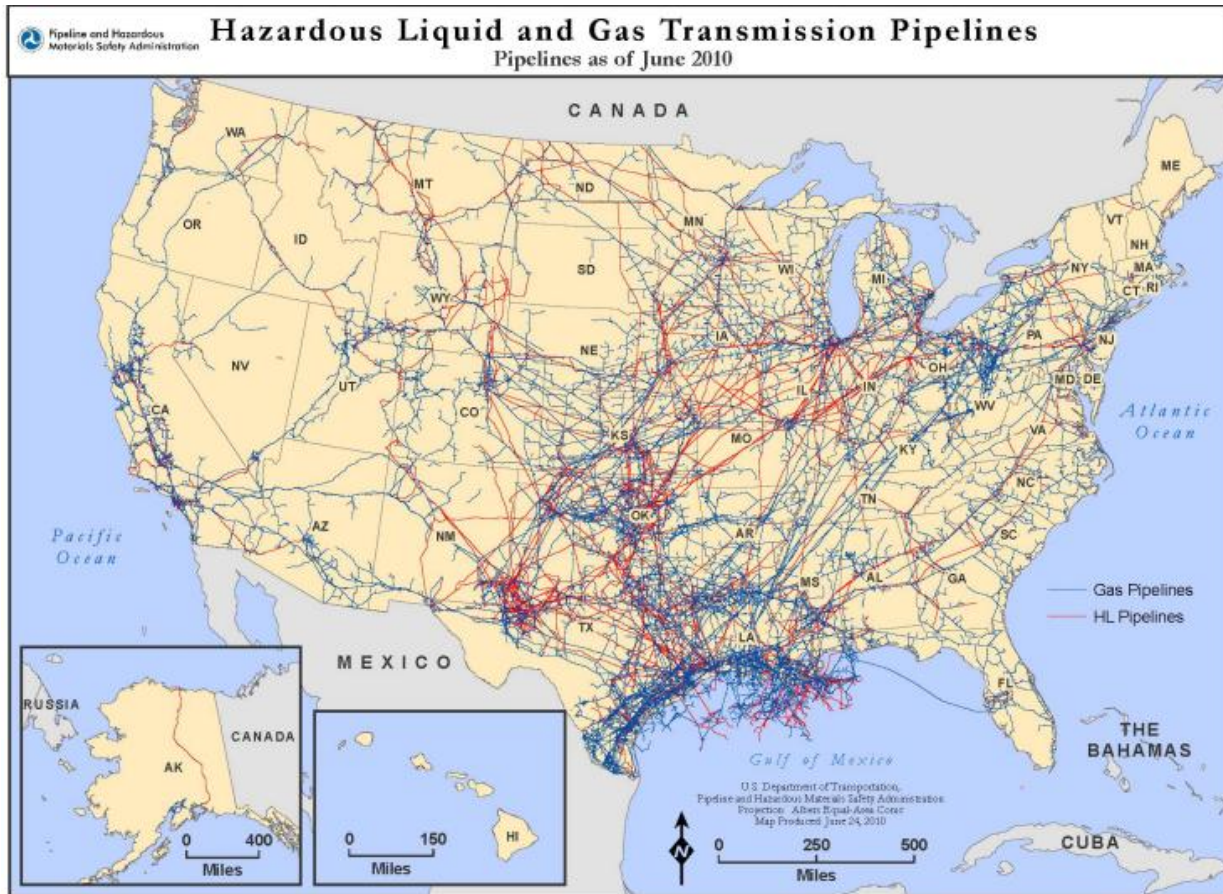 Pipeline and Hazardous
Materials Safety Administration
Hazardous Liquid and Gas Transmission Pipelines
Pipelines as of June 2010
CANADA
WA
MT
ND
MN
ME
OR
ID
SD
WI
MI
VT
NH
NY
MA
CT
RI
WY
IA
NE
PA
NJ
NV
UT
IL
IN
OH
MD
DE
CA
CO
WV
Atlantic
Ocean
KS
MO
KY
VA
Pacific
Ocean
AZ
NM
OK
AR
TN
NC
SC
MS
AL
GA
Gas Pipelines
HL Pipelines
TX
LA
MEXICO
FL
RUSSIA
CANADA
AK
0 400
Miles
HI
0 150
Miles
Gulf of Mexico
THE
BAHAMAS
U.S. Department of Transportation,
Pipeline and Hazardous Materials Safety Administration
Projection: Albers Equal-Area Conic
Map Produced June 24, 2010
N
0 250 500
Miles
CUBA